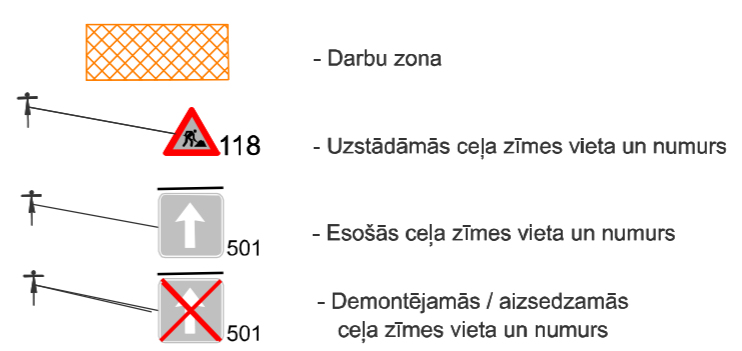 - Darbu zona
118
- Uzstādāmās ceļa zīmes vieta un numurs
501
- Esošās ceļa zīmes vieta un numurs
501
- Demontējamās / aizsedzamās
ceļa zīmes vieta un numurs